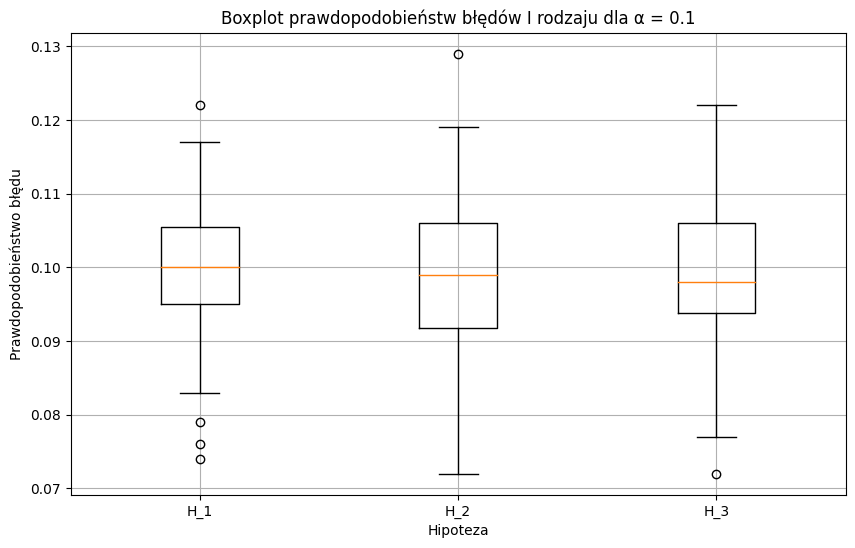 Boxplot prawdopodobieństw błędów I rodzaju dla α = 0.1
Prawdopodobieństwo błędu
0.13
0.12
0.11
0.10
0.09
0.08
0.07
H_1 H_2 H_3
Hipoteza